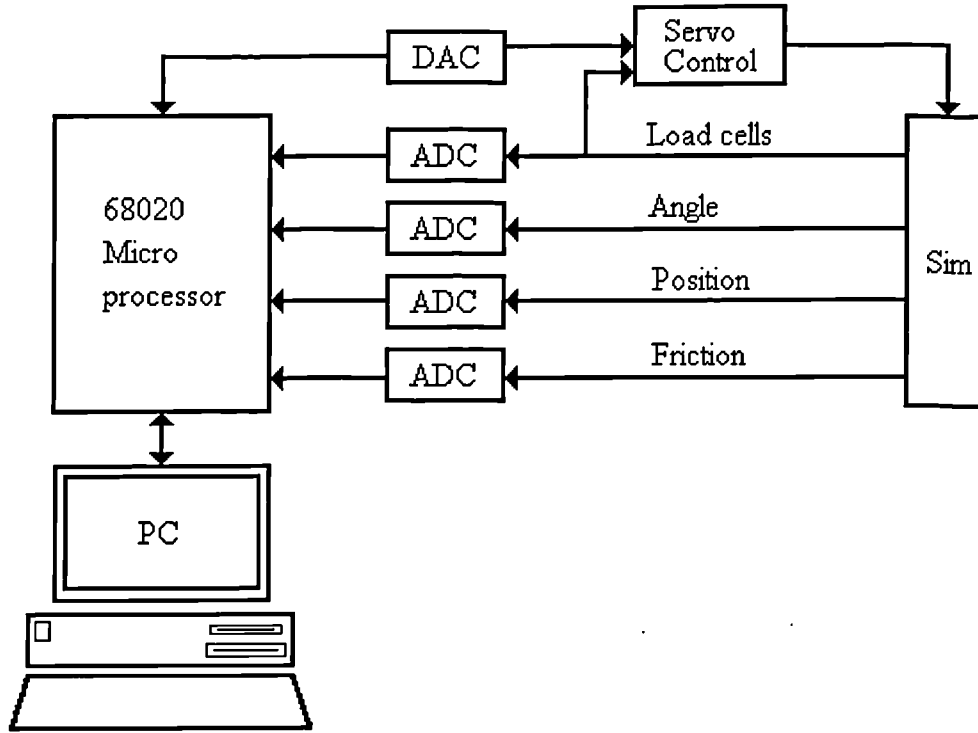 DAC
Servo
Control
ADC
Load cells
68020
Micro
processor
ADC
Angle
Sim
ADC
Position
ADC
Friction
PC